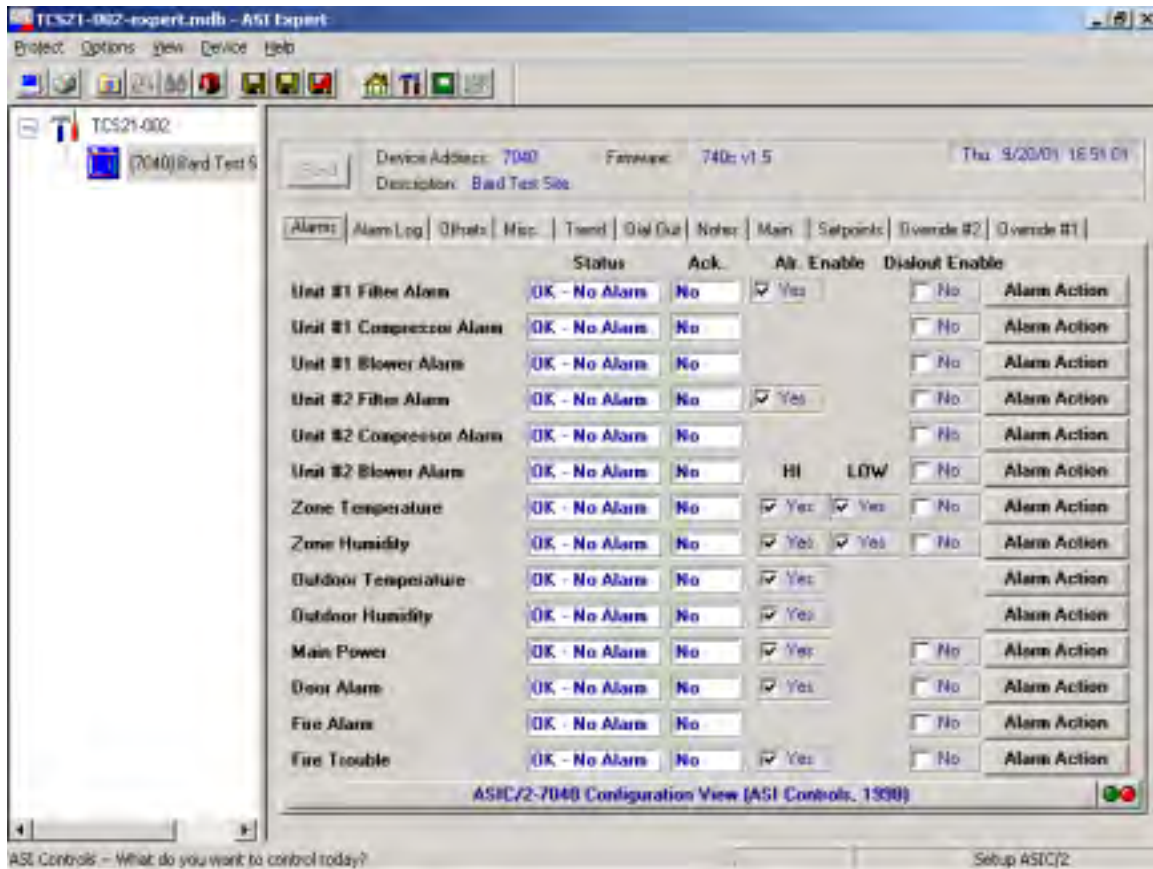 TCS21-002-expert.mdb - ASI Expert
Project Options View Device Help
TCS21-002
(7040) Bard Test S
Send
Device Address: 7040 Firmware: 740c v1.5 Thu 9/20/01 16:51:01
Description: Bard Test Site
Alarms Alarm Log Offsets Misc. Trend Dial Out Notes Main Setpoints Override #2 Override #1
Status Ack. Alr. Enable Dialout Enable
Unit #1 Filter Alarm OK - No Alarm No Yes No Alarm Action
Unit #1 Compressor Alarm OK - No Alarm No No Alarm Action
Unit #1 Blower Alarm OK - No Alarm No No Alarm Action
Unit #2 Filter Alarm OK - No Alarm No Yes No Alarm Action
Unit #2 Compressor Alarm OK - No Alarm No No Alarm Action
Unit #2 Blower Alarm OK - No Alarm No HI LOW No Alarm Action
Zone Temperature OK - No Alarm No Yes Yes No Alarm Action
Zone Humidity OK - No Alarm No Yes Yes No Alarm Action
Outdoor Temperature OK - No Alarm No Yes Alarm Action
Outdoor Humidity OK - No Alarm No Yes Alarm Action
Main Power OK - No Alarm No Yes No Alarm Action
Door Alarm OK - No Alarm No Yes No Alarm Action
Fire Alarm OK - No Alarm No No Alarm Action
Fire Trouble OK - No Alarm No Yes No Alarm Action
ASIC/2-7040 Configuration View (ASI Controls, 1998)
ASI Controls -- What do you want to control today? Setup ASIC/2